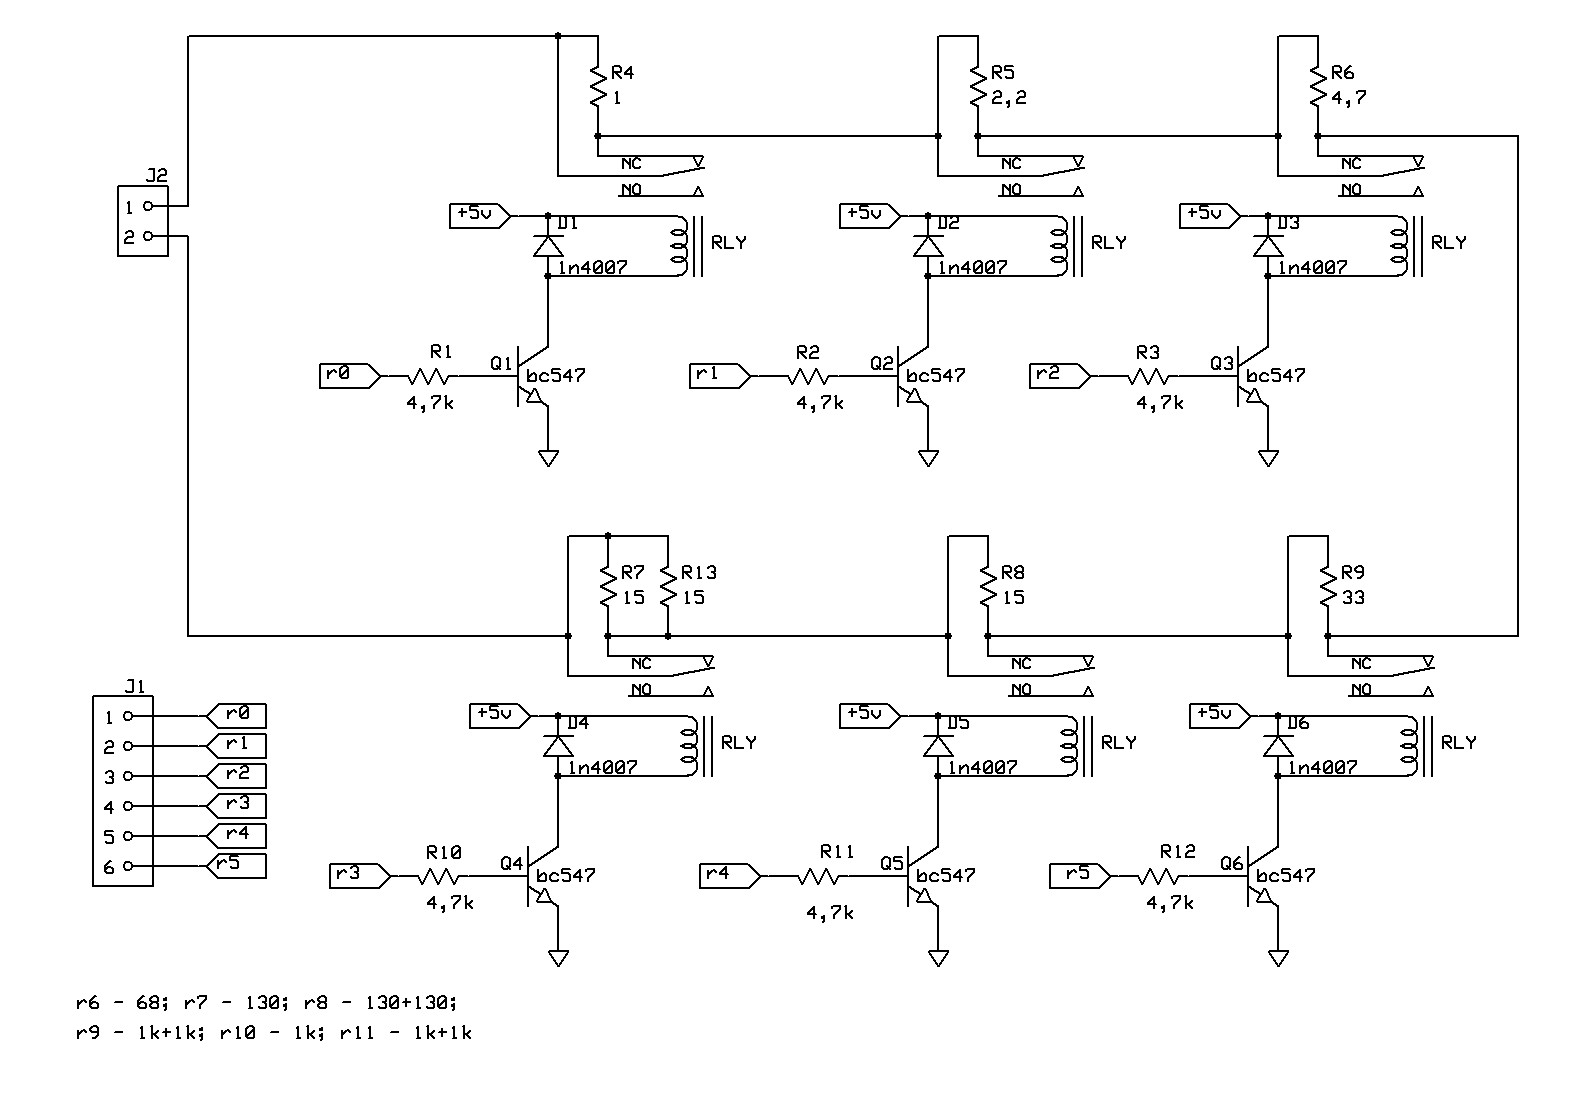 R4
1
R5
2,2
R6
4,7
NC
NO
NC
NO
NC
NO
J2
1
2
+5v
D1
1n4007
RLY
+5v
D2
1n4007
RLY
+5v
D3
1n4007
RLY
r0
R1
4,7k
Q1
bc547
r1
R2
4,7k
Q2
bc547
r2
R3
4,7k
Q3
bc547
R7
15
R13
15
R8
15
R9
33
NC
NO
NC
NO
NC
NO
J1
1
r0
2
r1
3
r2
4
r3
5
r4
6
r5
+5v
D4
1n4007
RLY
+5v
D5
1n4007
RLY
+5v
D6
1n4007
RLY
r3
R10
4,7k
Q4
bc547
r4
R11
4,7k
Q5
bc547
r5
R12
4,7k
Q6
bc547
r6 - 68; r7 - 130; r8 - 130+130;
r9 - 1k+1k; r10 - 1k; r11 - 1k+1k